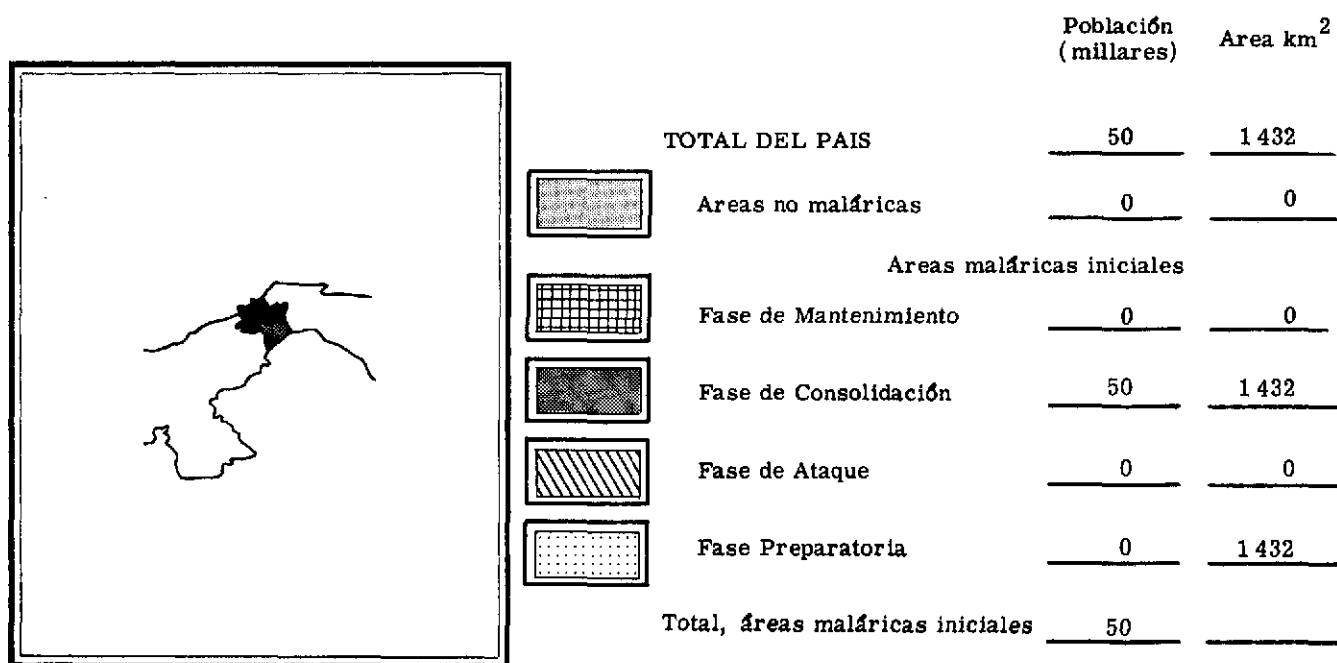 Población
(millares) Area km²
TOTAL DEL PAIS 50 1 432
Areas no maláricas 0 0
Areas maláricas iniciales
Fase de Mantenimiento 0 0
Fase de Consolidación 50 1 432
Fase de Ataque 0 0
Fase Preparatoria 0 1 432
Total, áreas maláricas iniciales 50